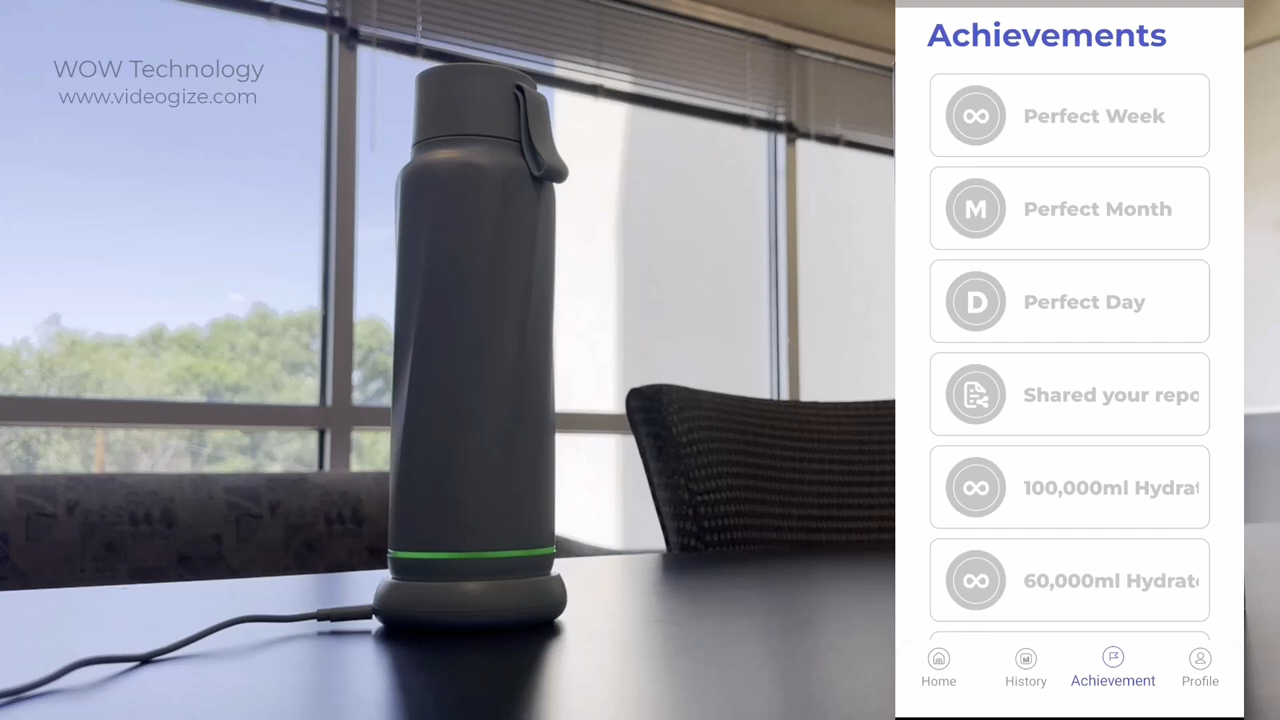 WOW Technology
www.videogize.com
Achievements
Perfect Week
M
Perfect Month
D
Perfect Day
Shared your repo
100,000ml Hydrat
60,000ml Hydrat
Home
History
Achievement
Profile